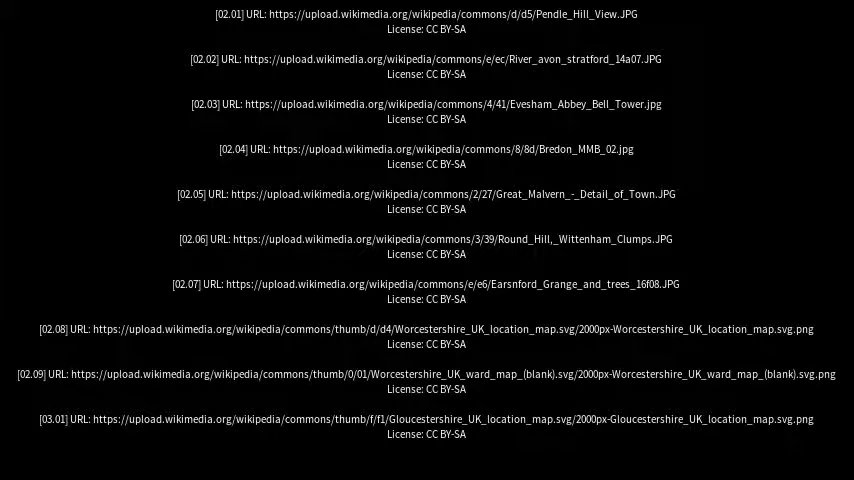 [02.01] URL: https://upload.wikimedia.org/wikipedia/commons/d/d5/Pendle_Hill_View.JPG
License: CC BY-SA
[02.02] URL: https://upload.wikimedia.org/wikipedia/commons/e/ec/River_avon_stratford_14a07.JPG
License: CC BY-SA
[02.03] URL: https://upload.wikimedia.org/wikipedia/commons/4/41/Evesham_Abbey_Bell_Tower.jpg
License: CC BY-SA
[02.04] URL: https://upload.wikimedia.org/wikipedia/commons/8/8d/Bredon_MMB_02.jpg
License: CC BY-SA
[02.05] URL: https://upload.wikimedia.org/wikipedia/commons/2/27/Great_Malvern_-_Detail_of_Town.JPG
License: CC BY-SA
[02.06] URL: https://upload.wikimedia.org/wikipedia/commons/3/39/Round_Hill,_Wittenham_Clumps.JPG
License: CC BY-SA
[02.07] URL: https://upload.wikimedia.org/wikipedia/commons/e/e6/Earsnford_Grange_and_trees_16f08.JPG
License: CC BY-SA
[02.08] URL: https://upload.wikimedia.org/wikipedia/commons/thumb/d/d4/Worcestershire_UK_location_map.svg/2000px-Worcestershire_UK_location_map.svg.png
License: CC BY-SA
[02.09] URL: https://upload.wikimedia.org/wikipedia/commons/thumb/0/01/Worcestershire_UK_ward_map_(blank).svg/2000px-Worcestershire_UK_ward_map_(blank).svg.png
License: CC BY-SA
[03.01] URL: https://upload.wikimedia.org/wikipedia/commons/thumb/f/f1/Gloucestershire_UK_location_map.svg/2000px-Gloucestershire_UK_location_map.svg.png
License: CC BY-SA